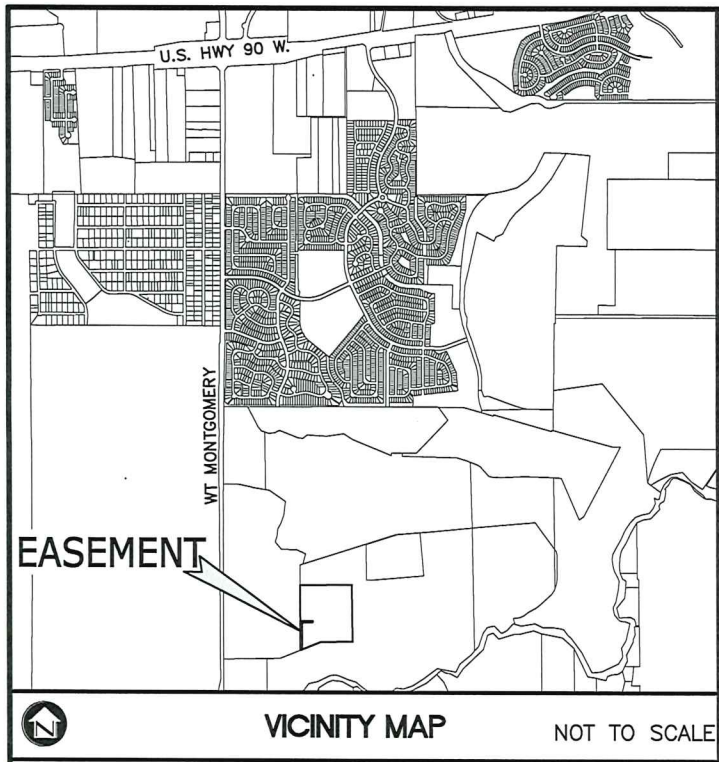 U.S. HWY 90 W.
WT MONTGOMERY
EASEMENT
N
VICINITY MAP
NOT TO SCALE